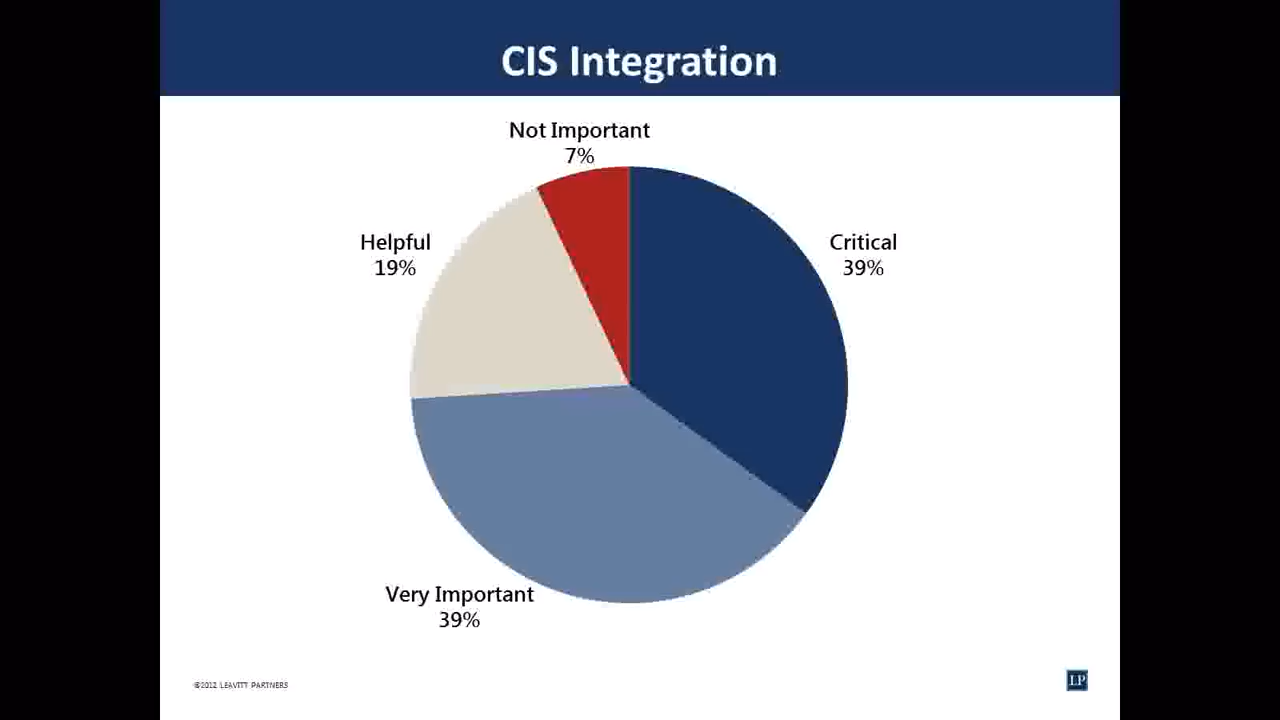 CIS Integration
Not Important
7%
Helpful
19%
Critical
39%
Very Important
39%
©2012 LEAVITT PARTNERS
LP